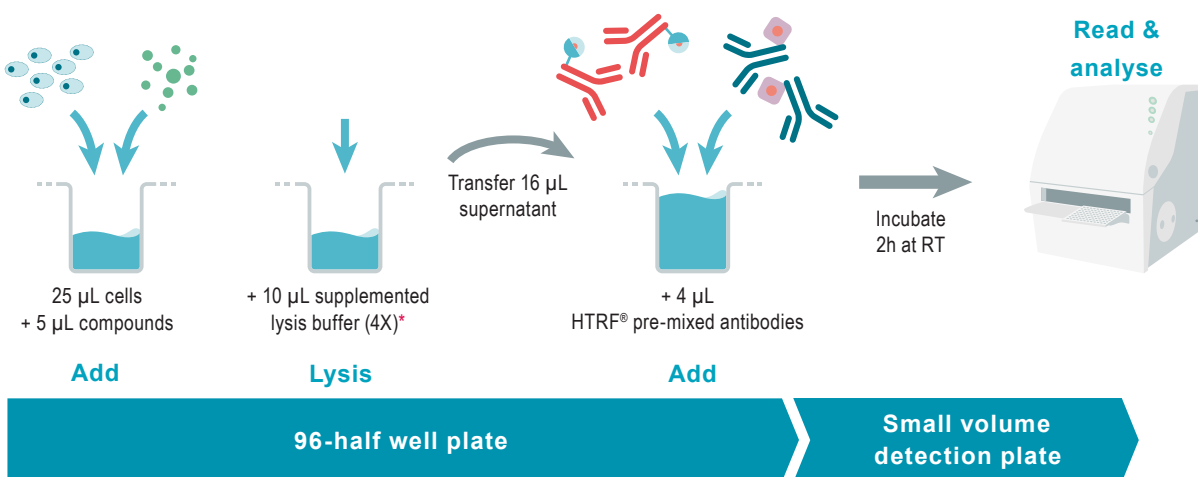 Read &
analyse
Transfer 16 µL
supernatant
Incubate
2h at RT
25 µL cells
+ 5 µL compounds
+ 10 µL supplemented
lysis buffer (4X)*
+ 4 µL
HTRF® pre-mixed antibodies
Add
Lysis
Add
96-half well plate
Small volume
detection plate